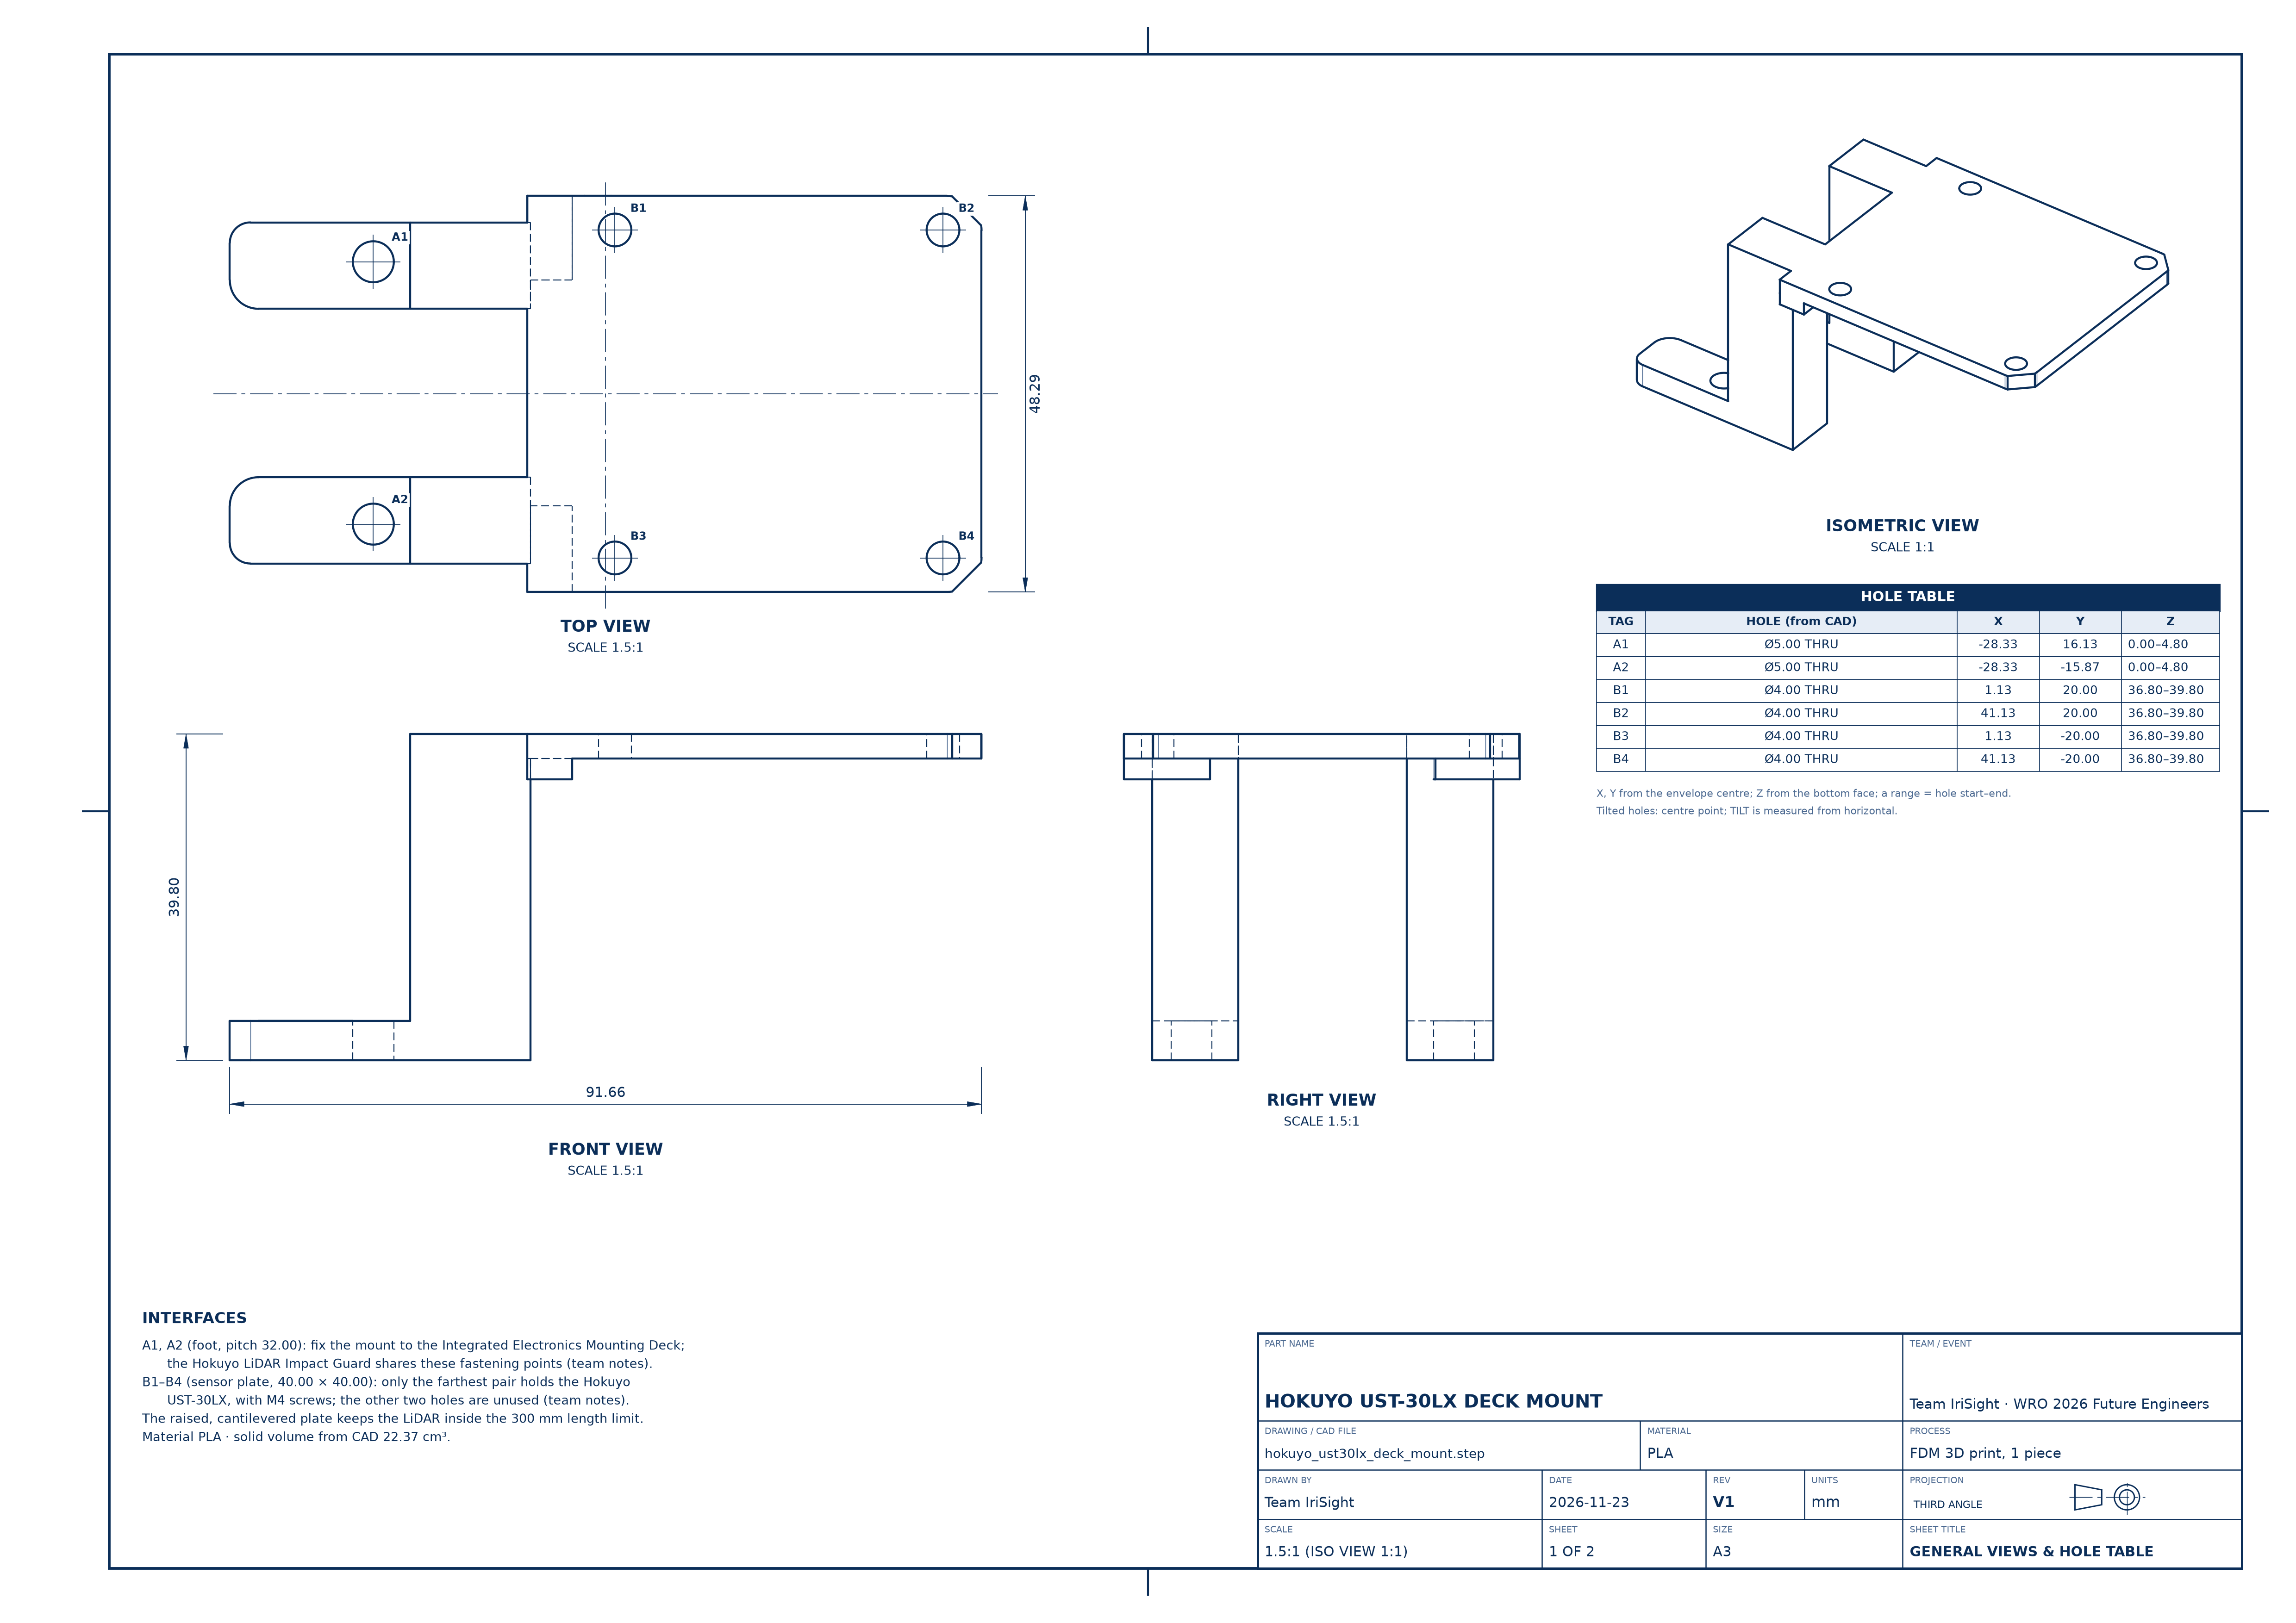 A1
A2
B1
B2
B3
B4
48.29
TOP VIEW
SCALE 1.5:1
ISOMETRIC VIEW
SCALE 1:1
HOLE TABLE
TAG HOLE (from CAD) X Y Z
A1 Ø5.00 THRU -28.33 16.13 0.00–4.80
A2 Ø5.00 THRU -28.33 -15.87 0.00–4.80
B1 Ø4.00 THRU 1.13 20.00 36.80–39.80
B2 Ø4.00 THRU 41.13 20.00 36.80–39.80
B3 Ø4.00 THRU 1.13 -20.00 36.80–39.80
B4 Ø4.00 THRU 41.13 -20.00 36.80–39.80
X, Y from the envelope centre; Z from the bottom face; a range = hole start–end.
Tilted holes: centre point; TILT is measured from horizontal.
39.80
91.66
FRONT VIEW
SCALE 1.5:1
RIGHT VIEW
SCALE 1.5:1
INTERFACES
A1, A2 (foot, pitch 32.00): fix the mount to the Integrated Electronics Mounting Deck;
the Hokuyo LiDAR Impact Guard shares these fastening points (team notes).
B1–B4 (sensor plate, 40.00 × 40.00): only the farthest pair holds the Hokuyo
UST-30LX, with M4 screws; the other two holes are unused (team notes).
The raised, cantilevered plate keeps the LiDAR inside the 300 mm length limit.
Material PLA · solid volume from CAD 22.37 cm³.
PART NAME
HOKUYO UST-30LX DECK MOUNT
TEAM / EVENT
Team IriSight · WRO 2026 Future Engineers
DRAWING / CAD FILE
hokuyo_ust30lx_deck_mount.step
MATERIAL
PLA
PROCESS
FDM 3D print, 1 piece
DRAWN BY
Team IriSight
DATE
2026-11-23
REV
V1
UNITS
mm
PROJECTION
THIRD ANGLE
SCALE
1.5:1 (ISO VIEW 1:1)
SHEET
1 OF 2
SIZE
A3
SHEET TITLE
GENERAL VIEWS & HOLE TABLE